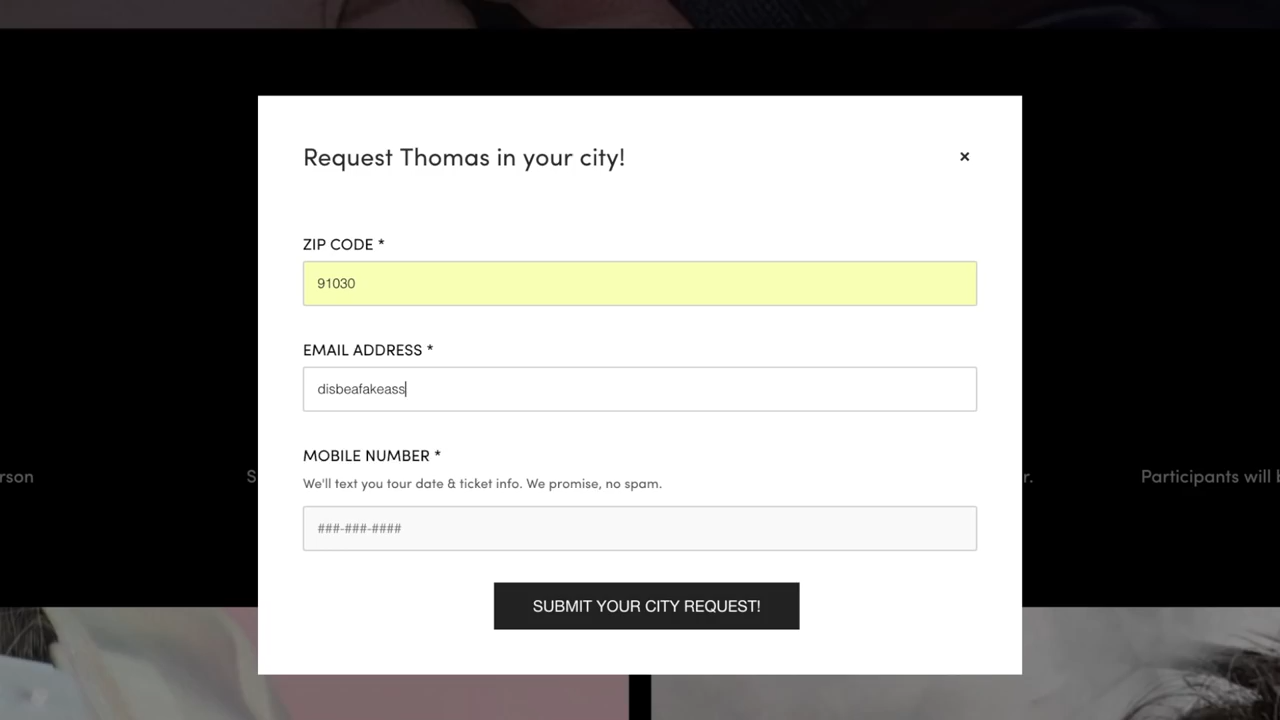 Request Thomas in your city!
×
ZIP CODE *
91030
EMAIL ADDRESS *
disbeafakeass
MOBILE NUMBER *
rson
S
r.
Participants will b
We'll text you tour date & ticket info. We promise, no spam.
###-###-####
SUBMIT YOUR CITY REQUEST!